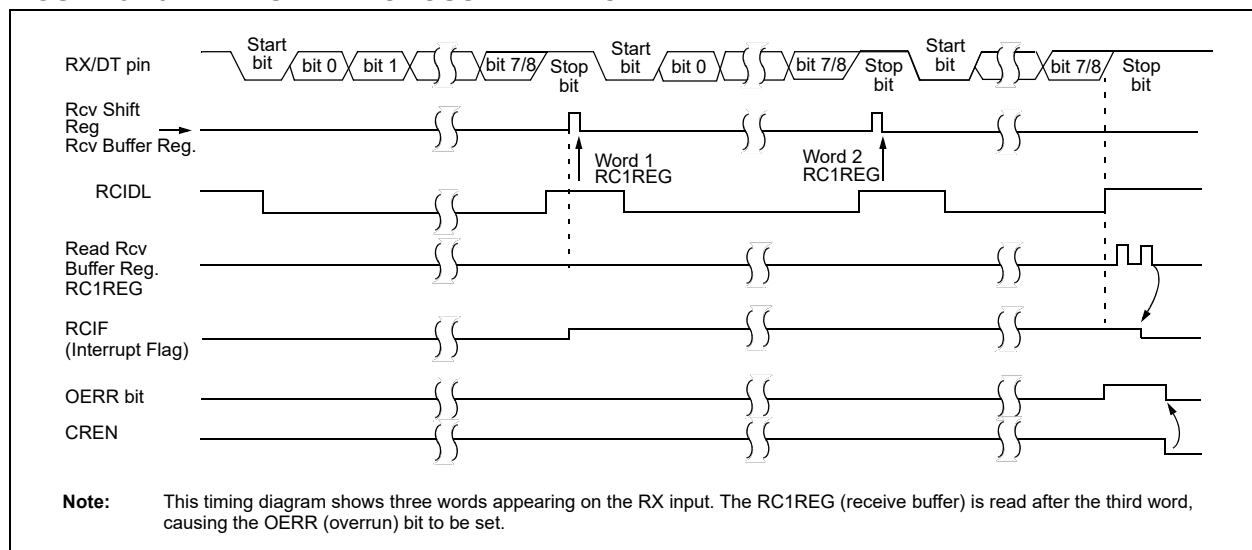 Start
bit
bit 0
bit 1
bit 7/8
Stop
bit
Start
bit
bit 0
bit 7/8
Stop
bit
Start
bit
bit 7/8
Stop
bit
RX/DT pin
Rcv Shift
Reg
Rcv Buffer Reg.
Word 1
RC1REG
Word 2
RC1REG
RCIDL
Read Rcv
Buffer Reg.
RC1REG
RCIF
(Interrupt Flag)
OERR bit
CREN
Note: This timing diagram shows three words appearing on the RX input. The RC1REG (receive buffer) is read after the third word,
causing the OERR (overrun) bit to be set.